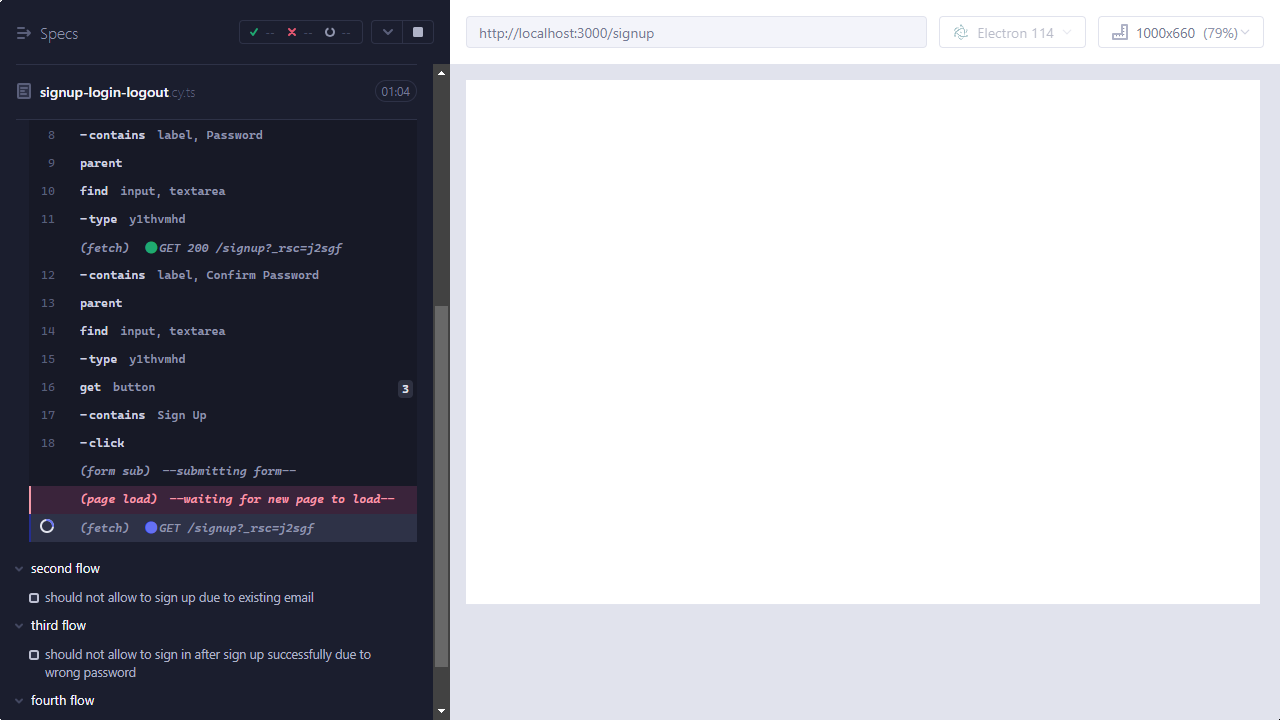 Specs
--
--
--
http://localhost:3000/signup
Electron 114
1000x660 (79%)
signup-login-logout.cy.ts
01:04
8 -contains label, Password
9 parent
10 find input, textarea
11 -type y1thvmhd
(fetch) GET 200 /signup?_rsc=j2sgf
12 -contains label, Confirm Password
13 parent
14 find input, textarea
15 -type y1thvmhd
16 get button 3
17 -contains Sign Up
18 -click
(form sub) --submitting form--
(page load) --waiting for new page to load--
(fetch) GET /signup?_rsc=j2sgf
second flow
should not allow to sign up due to existing email
third flow
should not allow to sign in after sign up successfully due to
wrong password
fourth flow